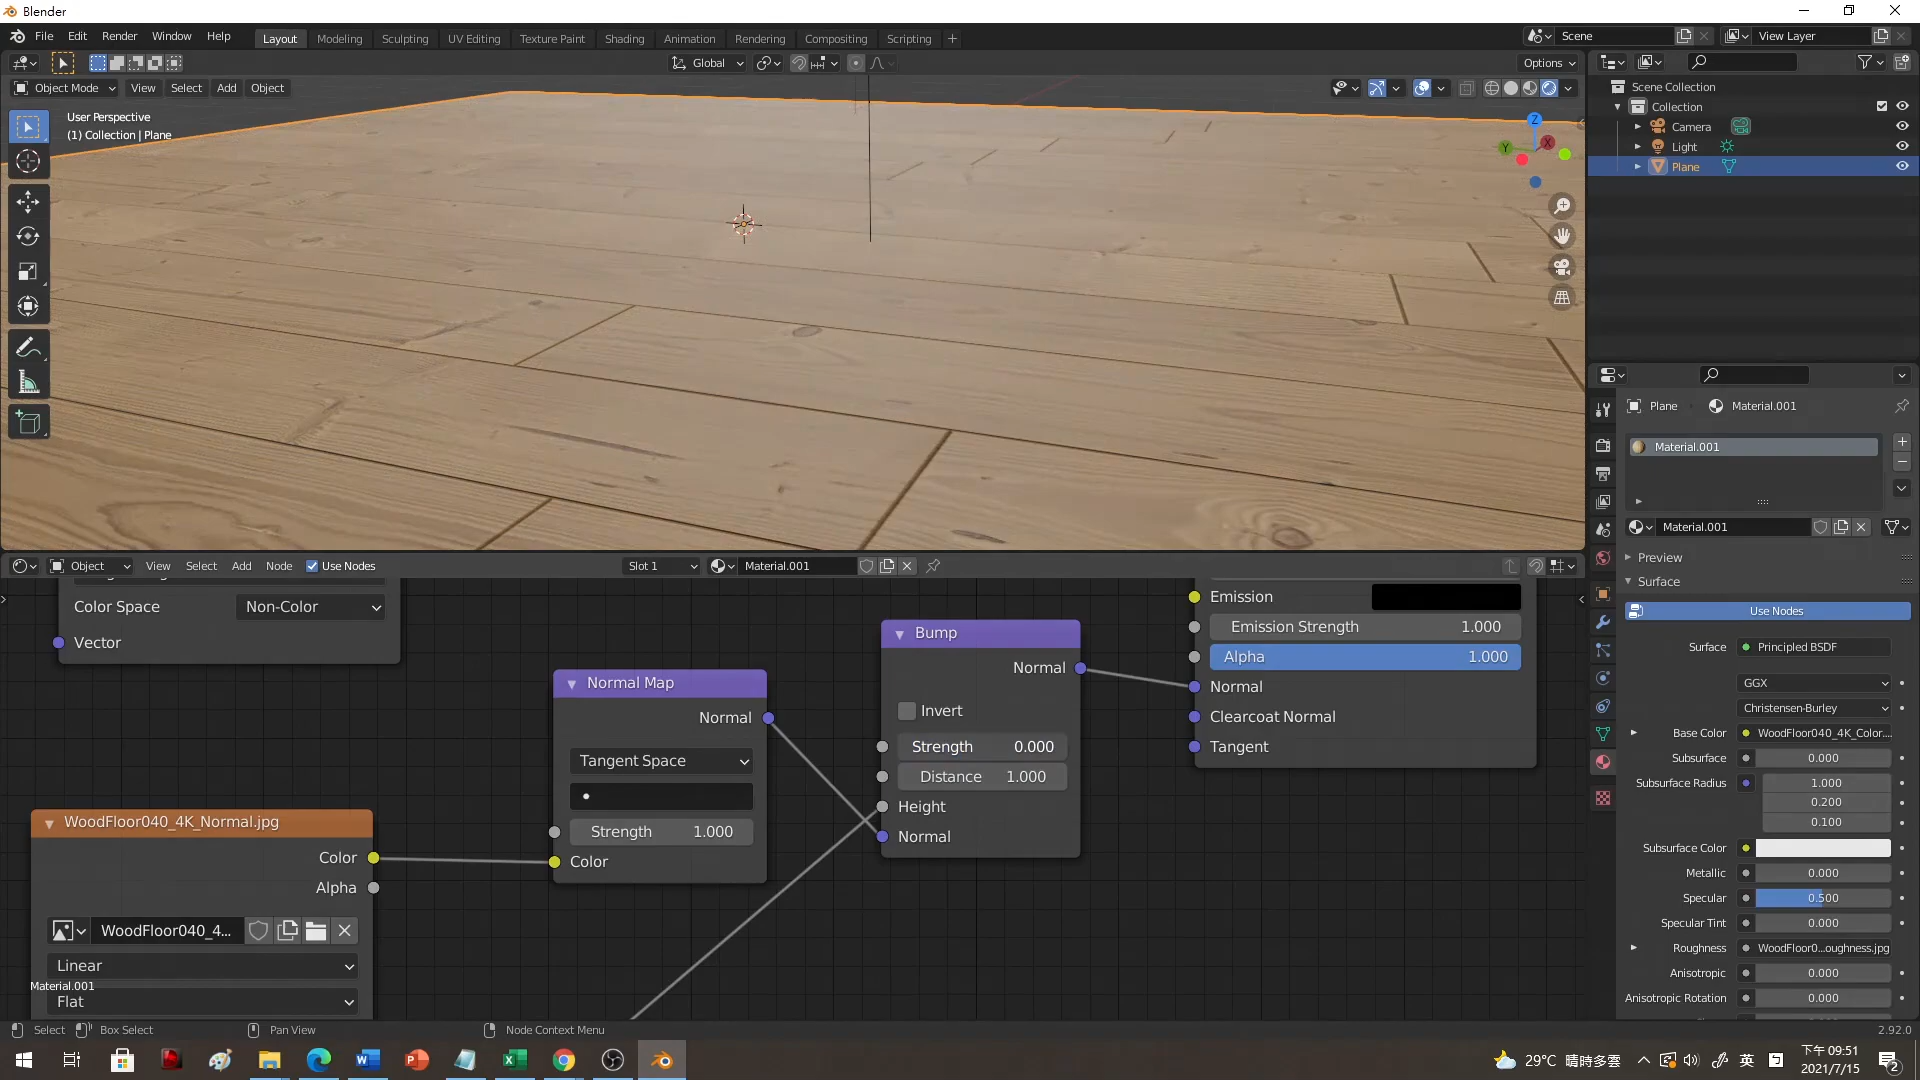 Blender
File Edit Render Window Help
Layout Modeling Sculpting UV Editing Texture Paint Shading Animation Rendering Compositing Scripting +
Scene
View Layer
Global
Options
Object Mode View Select Add Object
User Perspective
(1) Collection | Plane
Z
Y
X
Scene Collection
Collection
Camera
Light
Plane
Plane
Material.001
Material.001
Material.001
Preview
Surface
Use Nodes
Surface Principled BSDF
GGX
Christensen-Burley
Base Color WoodFloor040_4K_Color....
Subsurface 0.000
Subsurface Radius 1.000
0.200
0.100
Subsurface Color
Metallic 0.000
Specular 0.500
Specular Tint 0.000
Roughness WoodFloor0...oughness.jpg
Anisotropic 0.000
Anisotropic Rotation 0.000
Object View Select Add Node Use Nodes
Slot 1
Material.001
Color Space Non-Color
Vector
Normal Map
Normal
Tangent Space
Strength 1.000
Color
WoodFloor040_4K_Normal.jpg
Color
Alpha
WoodFloor040_4...
Linear
Flat
Material.001
Bump
Normal
Invert
Strength 0.000
Distance 1.000
Height
Normal
Emission
Emission Strength 1.000
Alpha 1.000
Normal
Clearcoat Normal
Tangent
Select Box Select Pan View Node Context Menu
2.92.0
29°C 晴時多雲
英
下午 09:51
2021/7/15
2